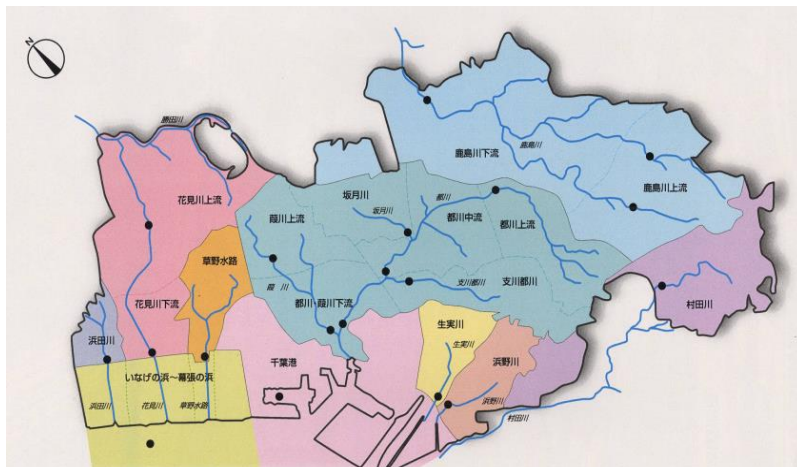 N
勝田川
鹿島川下流
鹿島川
鹿島川上流
花見川上流
坂月川
坂月川
都川
葭川上流
都川中流
都川上流
草野水路
葭川
支川都川
支川都川
花見川下流
都川・葭川下流
村田川
浜田川
生実川
生実川
浜野川
千葉港
いなげの浜~幕張の浜
浜田川
花見川
草野水路
浜野川
村田川